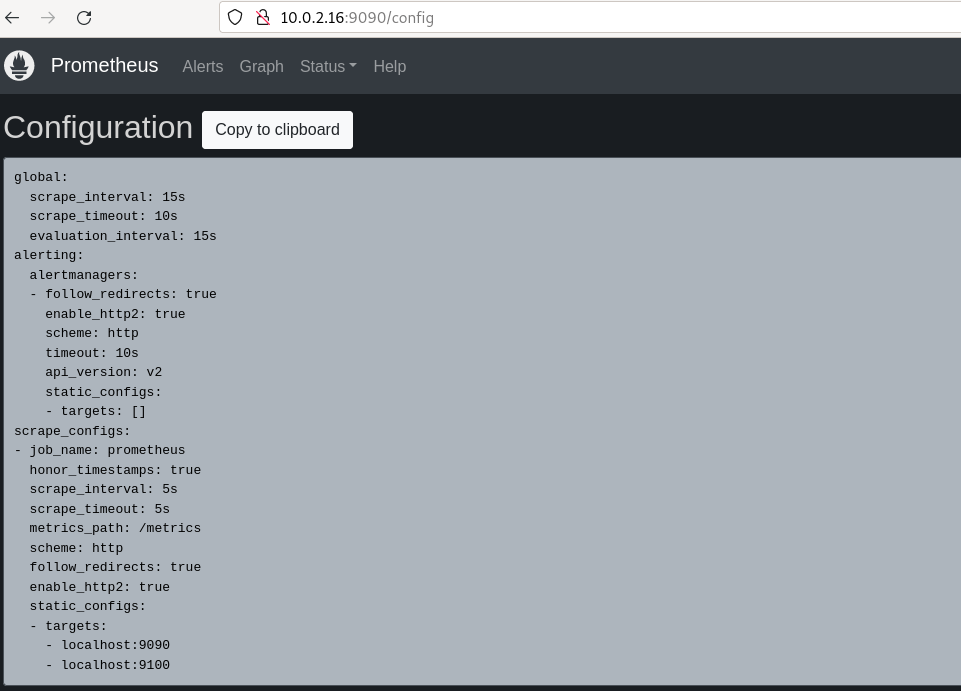 10.0.2.16:9090/config
Prometheus Alerts Graph Status Help
Configuration Copy to clipboard
global:
  scrape_interval: 15s
  scrape_timeout: 10s
  evaluation_interval: 15s
alerting:
  alertmanagers:
  - follow_redirects: true
    enable_http2: true
    scheme: http
    timeout: 10s
    api_version: v2
    static_configs:
    - targets: []
scrape_configs:
- job_name: prometheus
  honor_timestamps: true
  scrape_interval: 5s
  scrape_timeout: 5s
  metrics_path: /metrics
  scheme: http
  follow_redirects: true
  enable_http2: true
  static_configs:
  - targets:
    - localhost:9090
    - localhost:9100